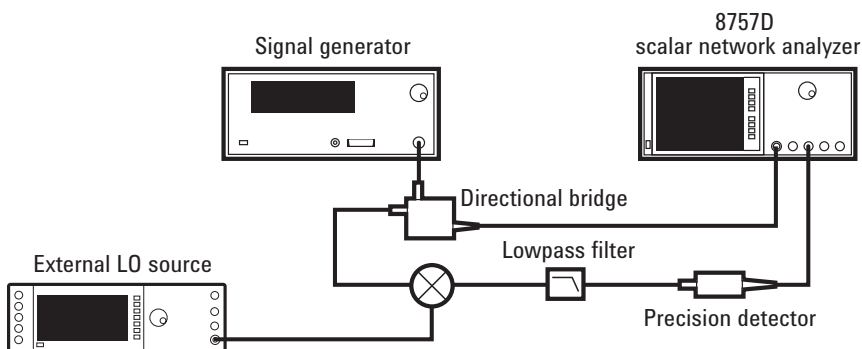 8757D
Signal generator
scalar network analyzer
Directional bridge
Lowpass filter
External LO source
Precision detector